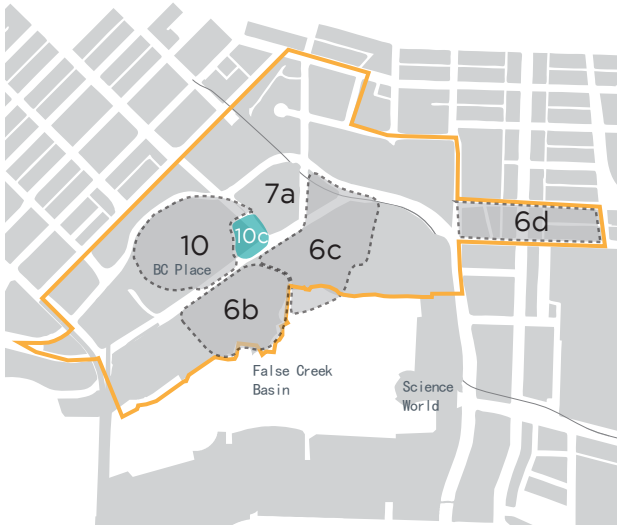 7a
6d
10c
10
6c
BC Place
6b
False Creek
Basin
Science
World